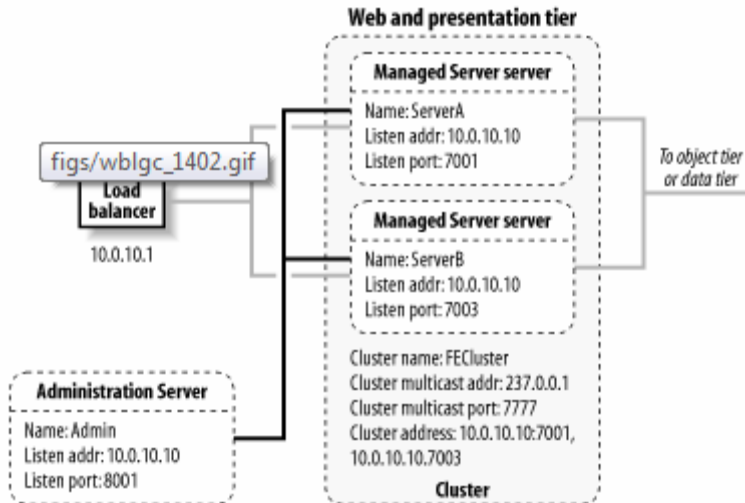 Web and presentation tier
Managed Server server
Name: ServerA
Listen addr: 10.0.10.10
Listen port: 7001
To object tier
or data tier
figs/wblgc_1402.gif
Load
balancer
10.0.10.1
Managed Server server
Name: ServerB
Listen addr: 10.0.10.10
Listen port: 7003
Cluster name: FECluster
Cluster multicast addr: 237.0.0.1
Cluster multicast port: 7777
Cluster address: 10.0.10.10:7001,
10.0.10.10.7003
Cluster
Administration Server
Name: Admin
Listen addr: 10.0.10.10
Listen port: 8001